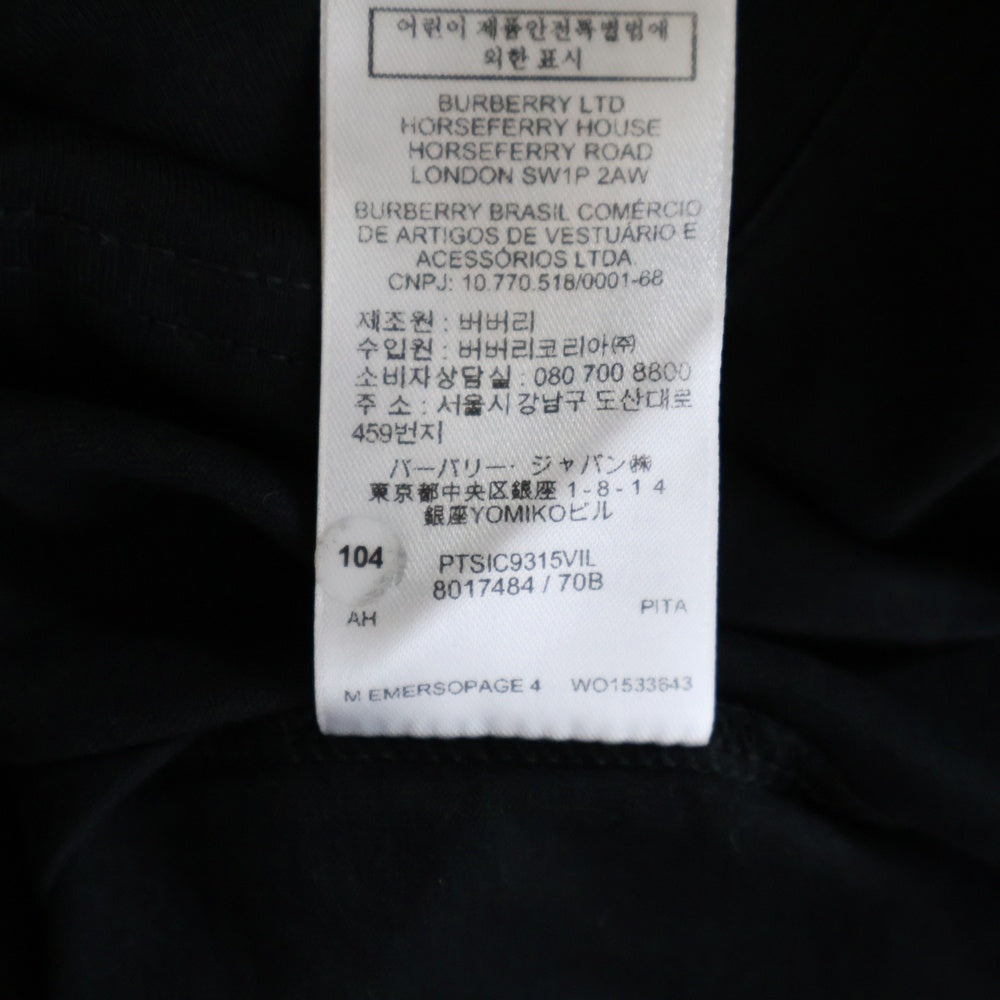 어린이 제품안전특별법에
의한 표시
BURBERRY LTD
HORSEFERRY HOUSE
HORSEFERRY ROAD
LONDON SW1P 2AW
BURBERRY BRASIL COMÉRCIO
DE ARTIGOS DE VESTUÁRIO E
ACESSÓRIOS LTDA.
CNPJ: 10.770.518/0001-68
제조원 : 버버리
수입원 : 버버리코리아㈜
소비자상담실 : 080 700 8800
주 소 : 서울시 강남구 도산대로
459번지
バーバリー・ジャパン㈱
東京都中央区銀座 1-8-14
銀座YOMIKOビル
104
PTSIC9315VIL
8017484 / 70B
AH PITA
M EMERSOPAGE 4 WO1533643